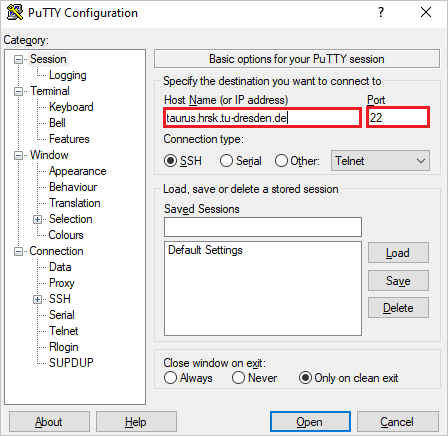 PuTTY Configuration
Category:
Session
Logging
Terminal
Keyboard
Bell
Features
Window
Appearance
Behaviour
Translation
Selection
Colours
Connection
Data
Proxy
SSH
Serial
Telnet
Rlogin
SUPDUP
Basic options for your PuTTY session
Specify the destination you want to connect to
Host Name (or IP address) Port
taurus.hrsk.tu-dresden.de 22
Connection type:
SSH Serial Other: Telnet
Load, save or delete a stored session
Saved Sessions
Default Settings
Load
Save
Delete
Close window on exit:
Always Never Only on clean exit
About Help Open Cancel